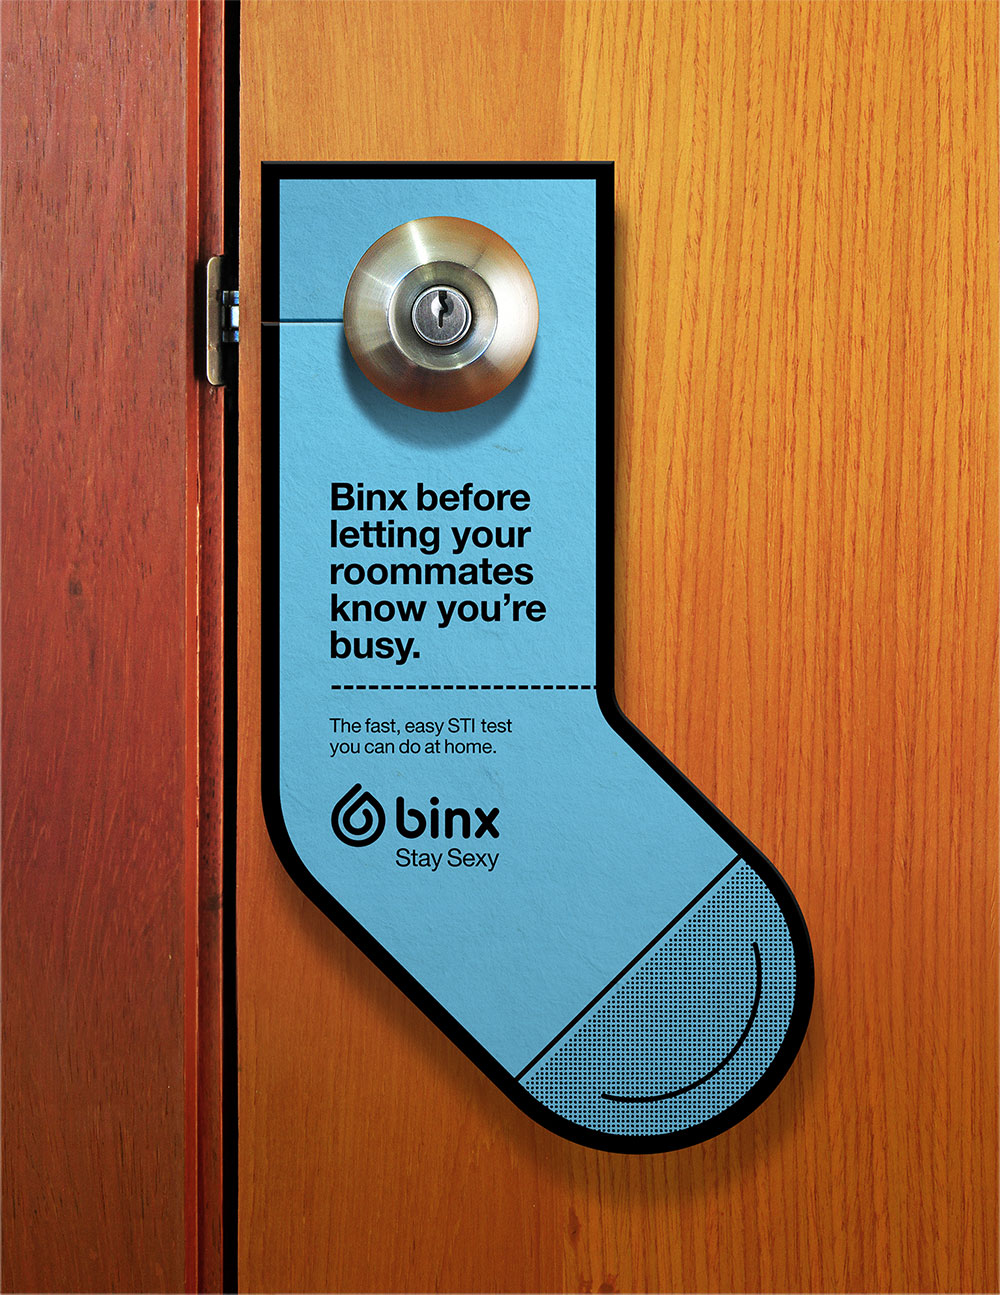 Binx before
letting your
roommates
know you're
busy.
The fast, easy STI test
you can do at home.
binx
Stay Sexy